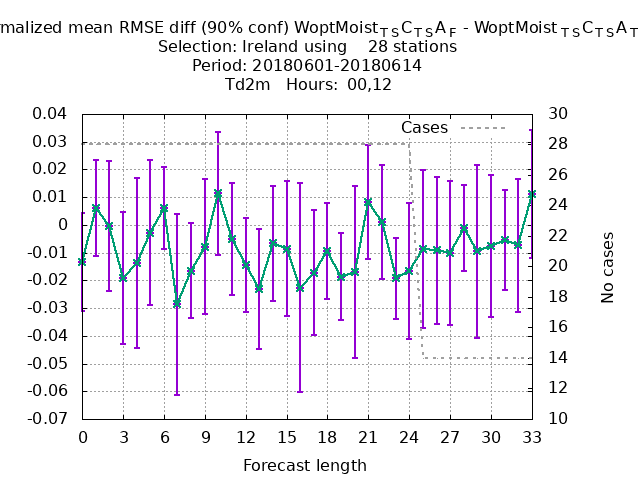 rmalized mean RMSE diff (90% conf) WoptMoist_TSC_TSA_F - WoptMoist_TSC_TSA_T
Selection: Ireland using 28 stations
Period: 20180601-20180614
Td2m Hours: 00,12
Cases
0.04
0.03
0.02
0.01
0
-0.01
-0.02
-0.03
-0.04
-0.05
-0.06
-0.07
30
28
26
24
22
20
18
16
14
12
10
No cases
0 3 6 9 12 15 18 21 24 27 30 33
Forecast length